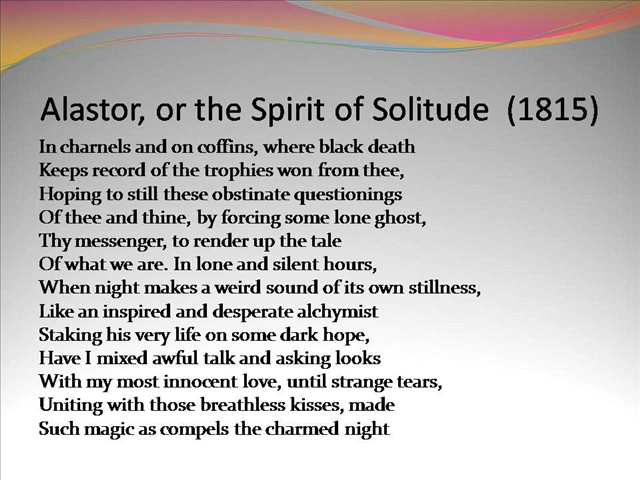 Alastor, or the Spirit of Solitude (1815)
In charnels and on coffins, where black death
Keeps record of the trophies won from thee,
Hoping to still these obstinate questionings
Of thee and thine, by forcing some lone ghost,
Thy messenger, to render up the tale
Of what we are. In lone and silent hours,
When night makes a weird sound of its own stillness,
Like an inspired and desperate alchymist
Staking his very life on some dark hope,
Have I mixed awful talk and asking looks
With my most innocent love, until strange tears,
Uniting with those breathless kisses, made
Such magic as compels the charmed night